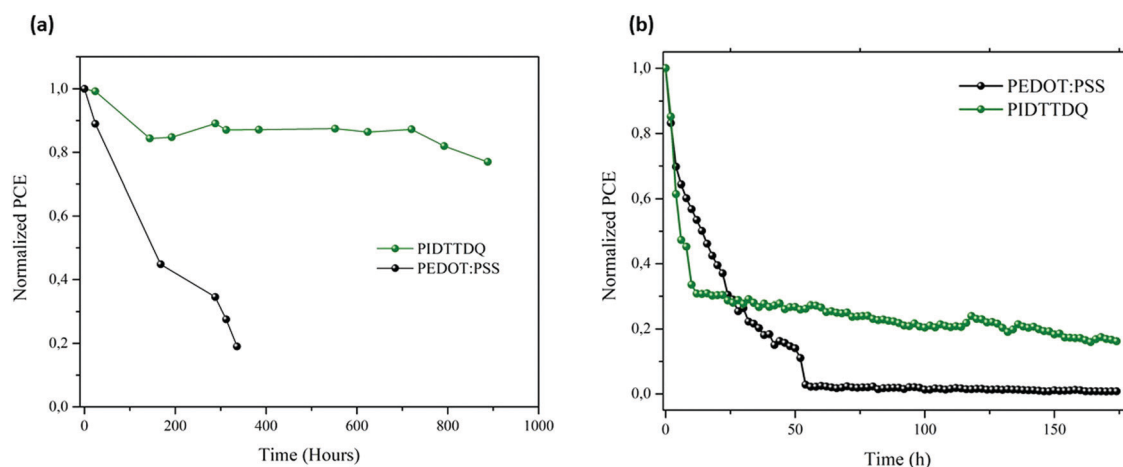 (a)
Normalized PCE
1,0
0,8
0,6
0,4
0,2
0,0
PIDTTDQ
PEDOT:PSS
0
200
400
600
800
1000
Time (Hours)
(b)
Normalized PCE
1,0
0,8
0,6
0,4
0,2
0,0
PEDOT:PSS
PIDTTDQ
0
50
100
150
Time (h)